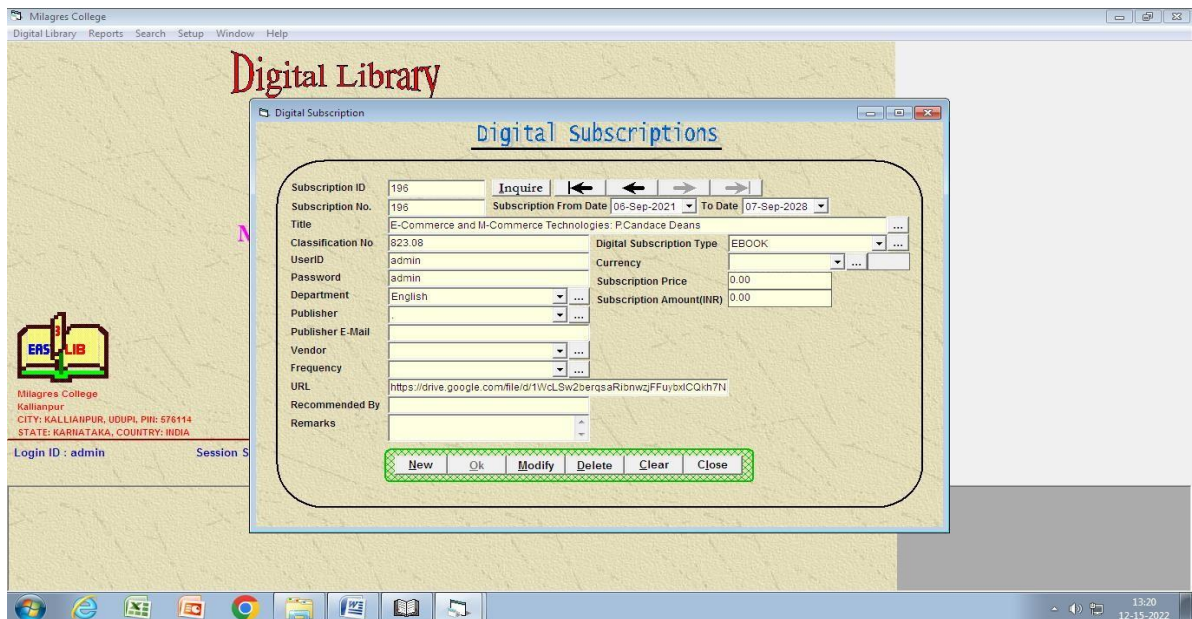 Milagres College
Digital Library Reports Search Setup Window Help
Digital Library
Digital Subscription
Digital Subscriptions
Subscription ID 196 Inquire
Subscription No. 196 Subscription From Date 06-Sep-2021 To Date 07-Sep-2028
Title E-Commerce and M-Commerce Technologies: P.Candace Deans ...
Classification No 823.08 Digital Subscription Type EBOOK ...
UserID admin Currency ...
Password admin Subscription Price 0.00
Department English ... Subscription Amount(INR) 0.00
Publisher . ...
Publisher E-Mail
Vendor ...
Frequency ...
URL https://drive.google.com/file/d/1WcLSw2berqsaRibnwzjFFuybxlCQkh7N
Recommended By
Remarks
New Ok Modify Delete Clear Close
EASY LIB
Milagres College
Kallianpur
CITY: KALLIANPUR, UDUPI, PIN: 576114
STATE: KARNATAKA, COUNTRY: INDIA
Login ID : admin Session S
13:20
12-15-2022